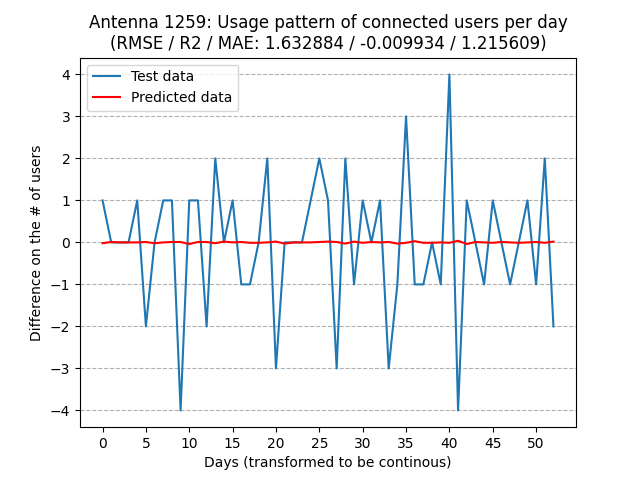 Antenna 1259: Usage pattern of connected users per day
(RMSE / R2 / MAE: 1.632884 / -0.009934 / 1.215609)
Test data
Predicted data
Difference on the # of users
4
3
2
1
0
−1
−2
−3
−4
0 5 10 15 20 25 30 35 40 45 50
Days (transformed to be continous)